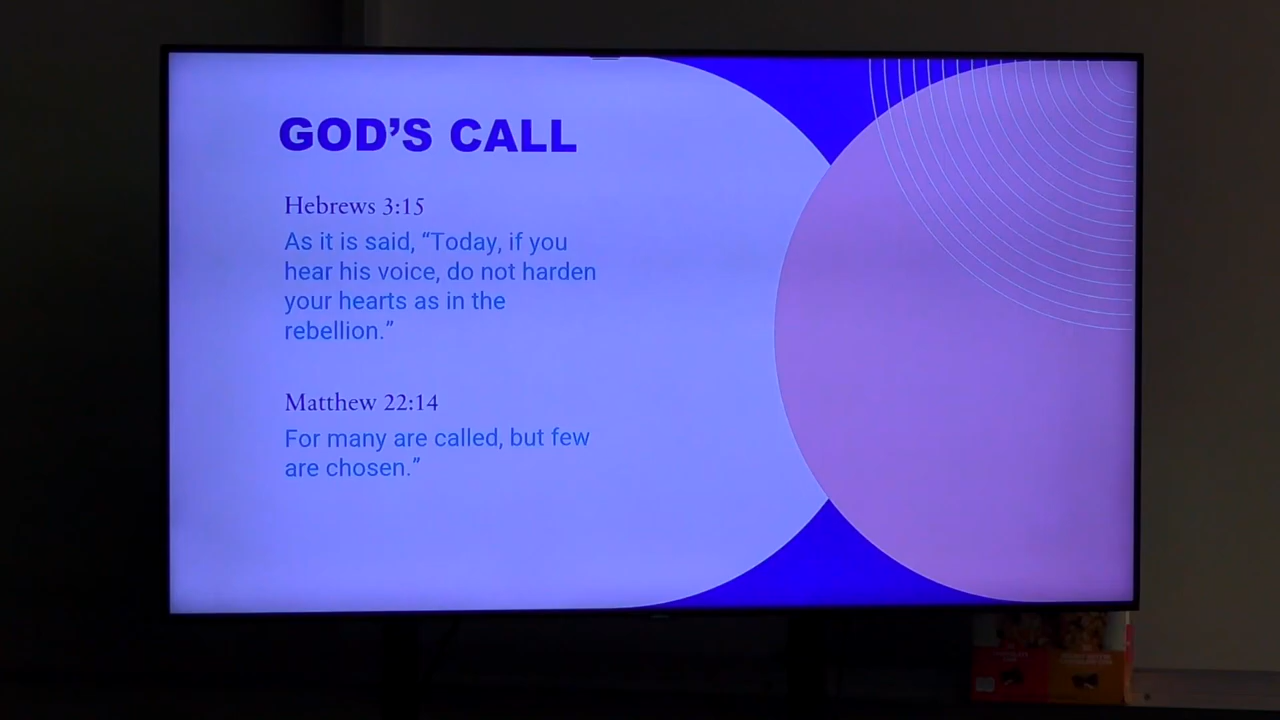 GOD’S CALL
Hebrews 3:15
As it is said, “Today, if you
hear his voice, do not harden
your hearts as in the
rebellion.”
Matthew 22:14
For many are called, but few
are chosen.”